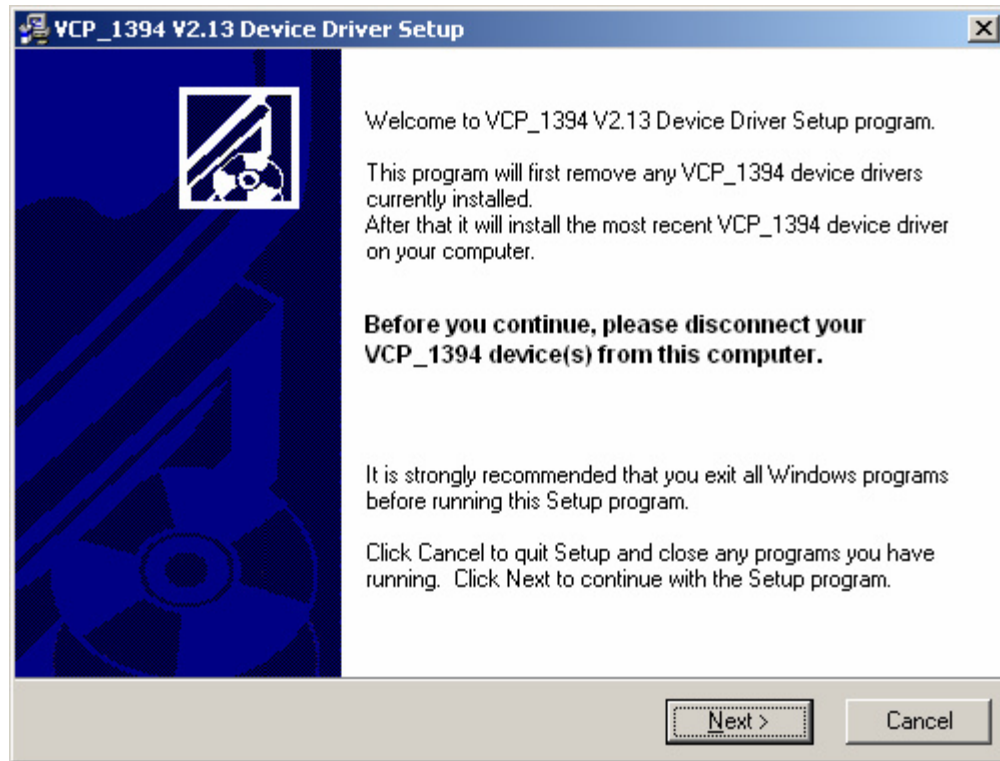 VCP_1394 V2.13 Device Driver Setup
Welcome to VCP_1394 V2.13 Device Driver Setup program.
This program will first remove any VCP_1394 device drivers
currently installed.
After that it will install the most recent VCP_1394 device driver
on your computer.
Before you continue, please disconnect your
VCP_1394 device(s) from this computer.
It is strongly recommended that you exit all Windows programs
before running this Setup program.
Click Cancel to quit Setup and close any programs you have
running.  Click Next to continue with the Setup program.
Next >
Cancel